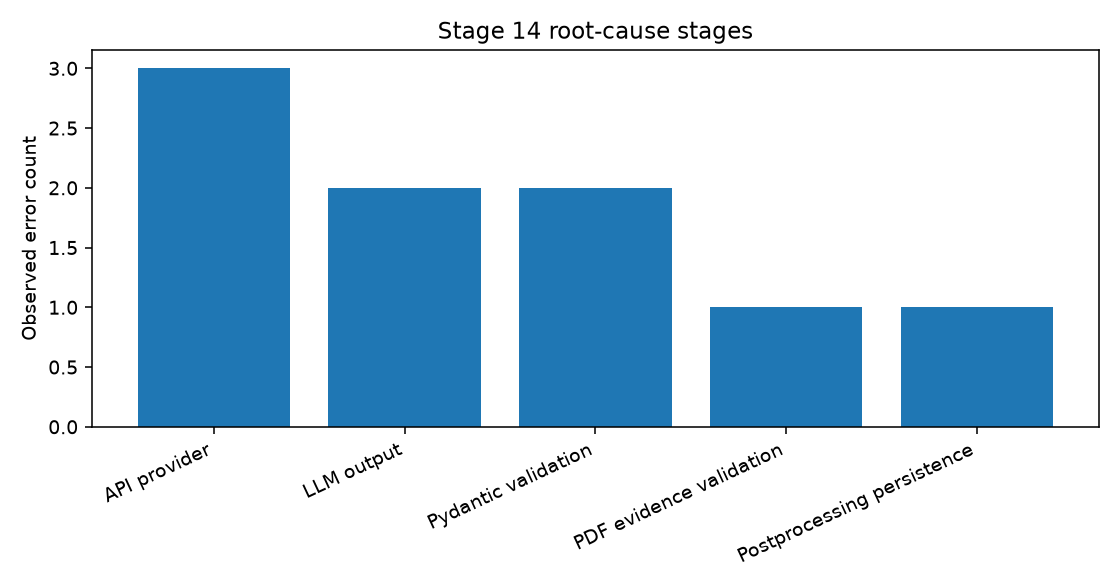 Stage 14 root-cause stages
Observed error count
3.0
2.5
2.0
1.5
1.0
0.5
0.0
API provider
LLM output
Pydantic validation
PDF evidence validation
Postprocessing persistence